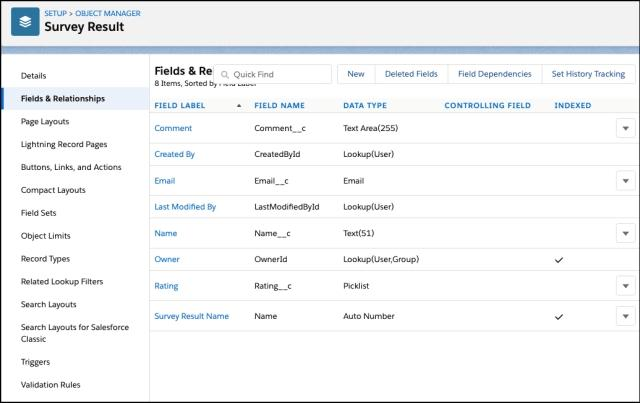 SETUP > OBJECT MANAGER
Survey Result
Details
Fields & Relationships
Page Layouts
Lightning Record Pages
Buttons, Links, and Actions
Compact Layouts
Field Sets
Object Limits
Record Types
Related Lookup Filters
Search Layouts
Search Layouts for Salesforce
Classic
Triggers
Validation Rules
Fields & Re
8 Items, Sorted by Field Label
Quick Find
New
Deleted Fields
Field Dependencies
Set History Tracking
FIELD LABEL FIELD NAME DATA TYPE CONTROLLING FIELD INDEXED
Comment Comment__c Text Area(255)
Created By CreatedById Lookup(User)
Email Email__c Email
Last Modified By LastModifiedById Lookup(User)
Name Name__c Text(51)
Owner OwnerId Lookup(User,Group)
Rating Rating__c Picklist
Survey Result Name Name Auto Number